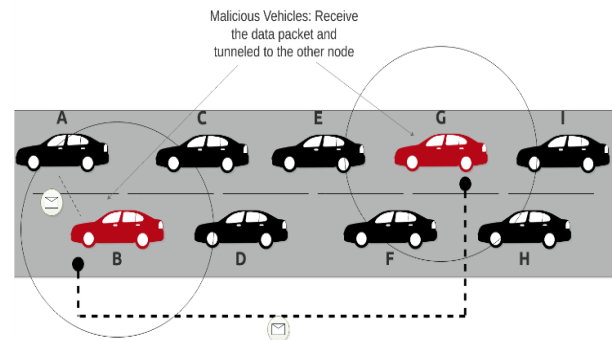 Malicious Vehicles: Receive
the data packet and
tunneled to the other node
A C E G I
B D F H